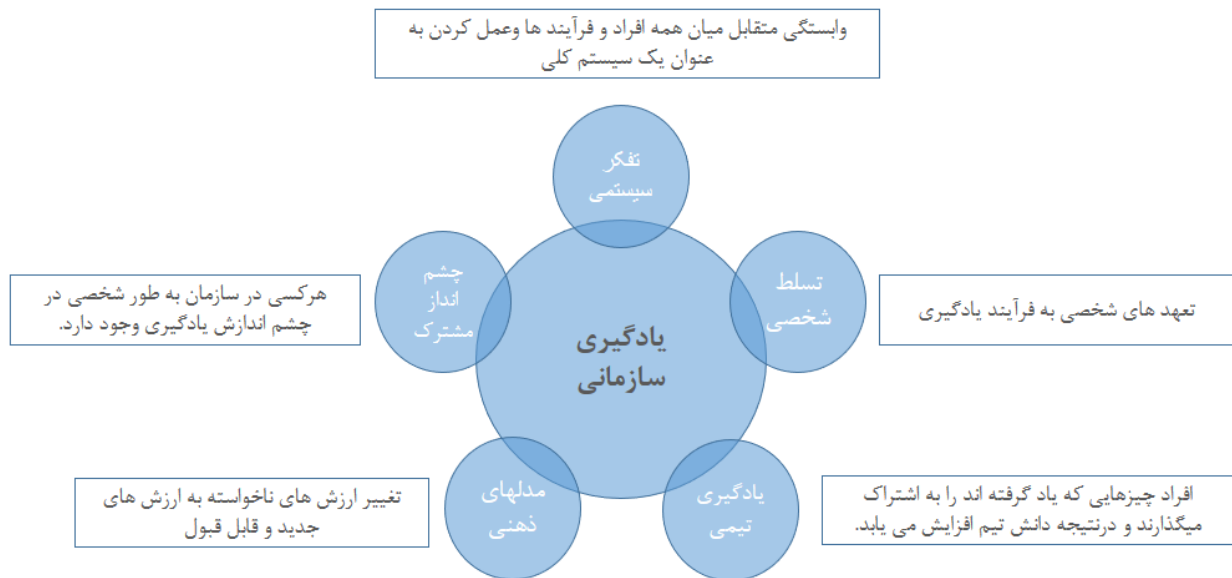 وابستگی متقابل میان همه افراد و فرآیند ها وعمل کردن به
عنوان یک سیستم کلی
تفکر
سیستمی
تسلط
شخصی
تعهد های شخصی به فرآیند یادگیری
چشم
انداز
مشترک
هرکسی در سازمان به طور شخصی در
چشم اندازش یادگیری وجود دارد.
یادگیری
سازمانی
یادگیری
تیمی
افراد چیزهایی که یاد گرفته اند را به اشتراک
میگذارند و درنتیجه دانش تیم افزایش می یابد.
مدلهای
ذهنی
تغییر ارزش های ناخواسته به ارزش های
جدید و قابل قبول